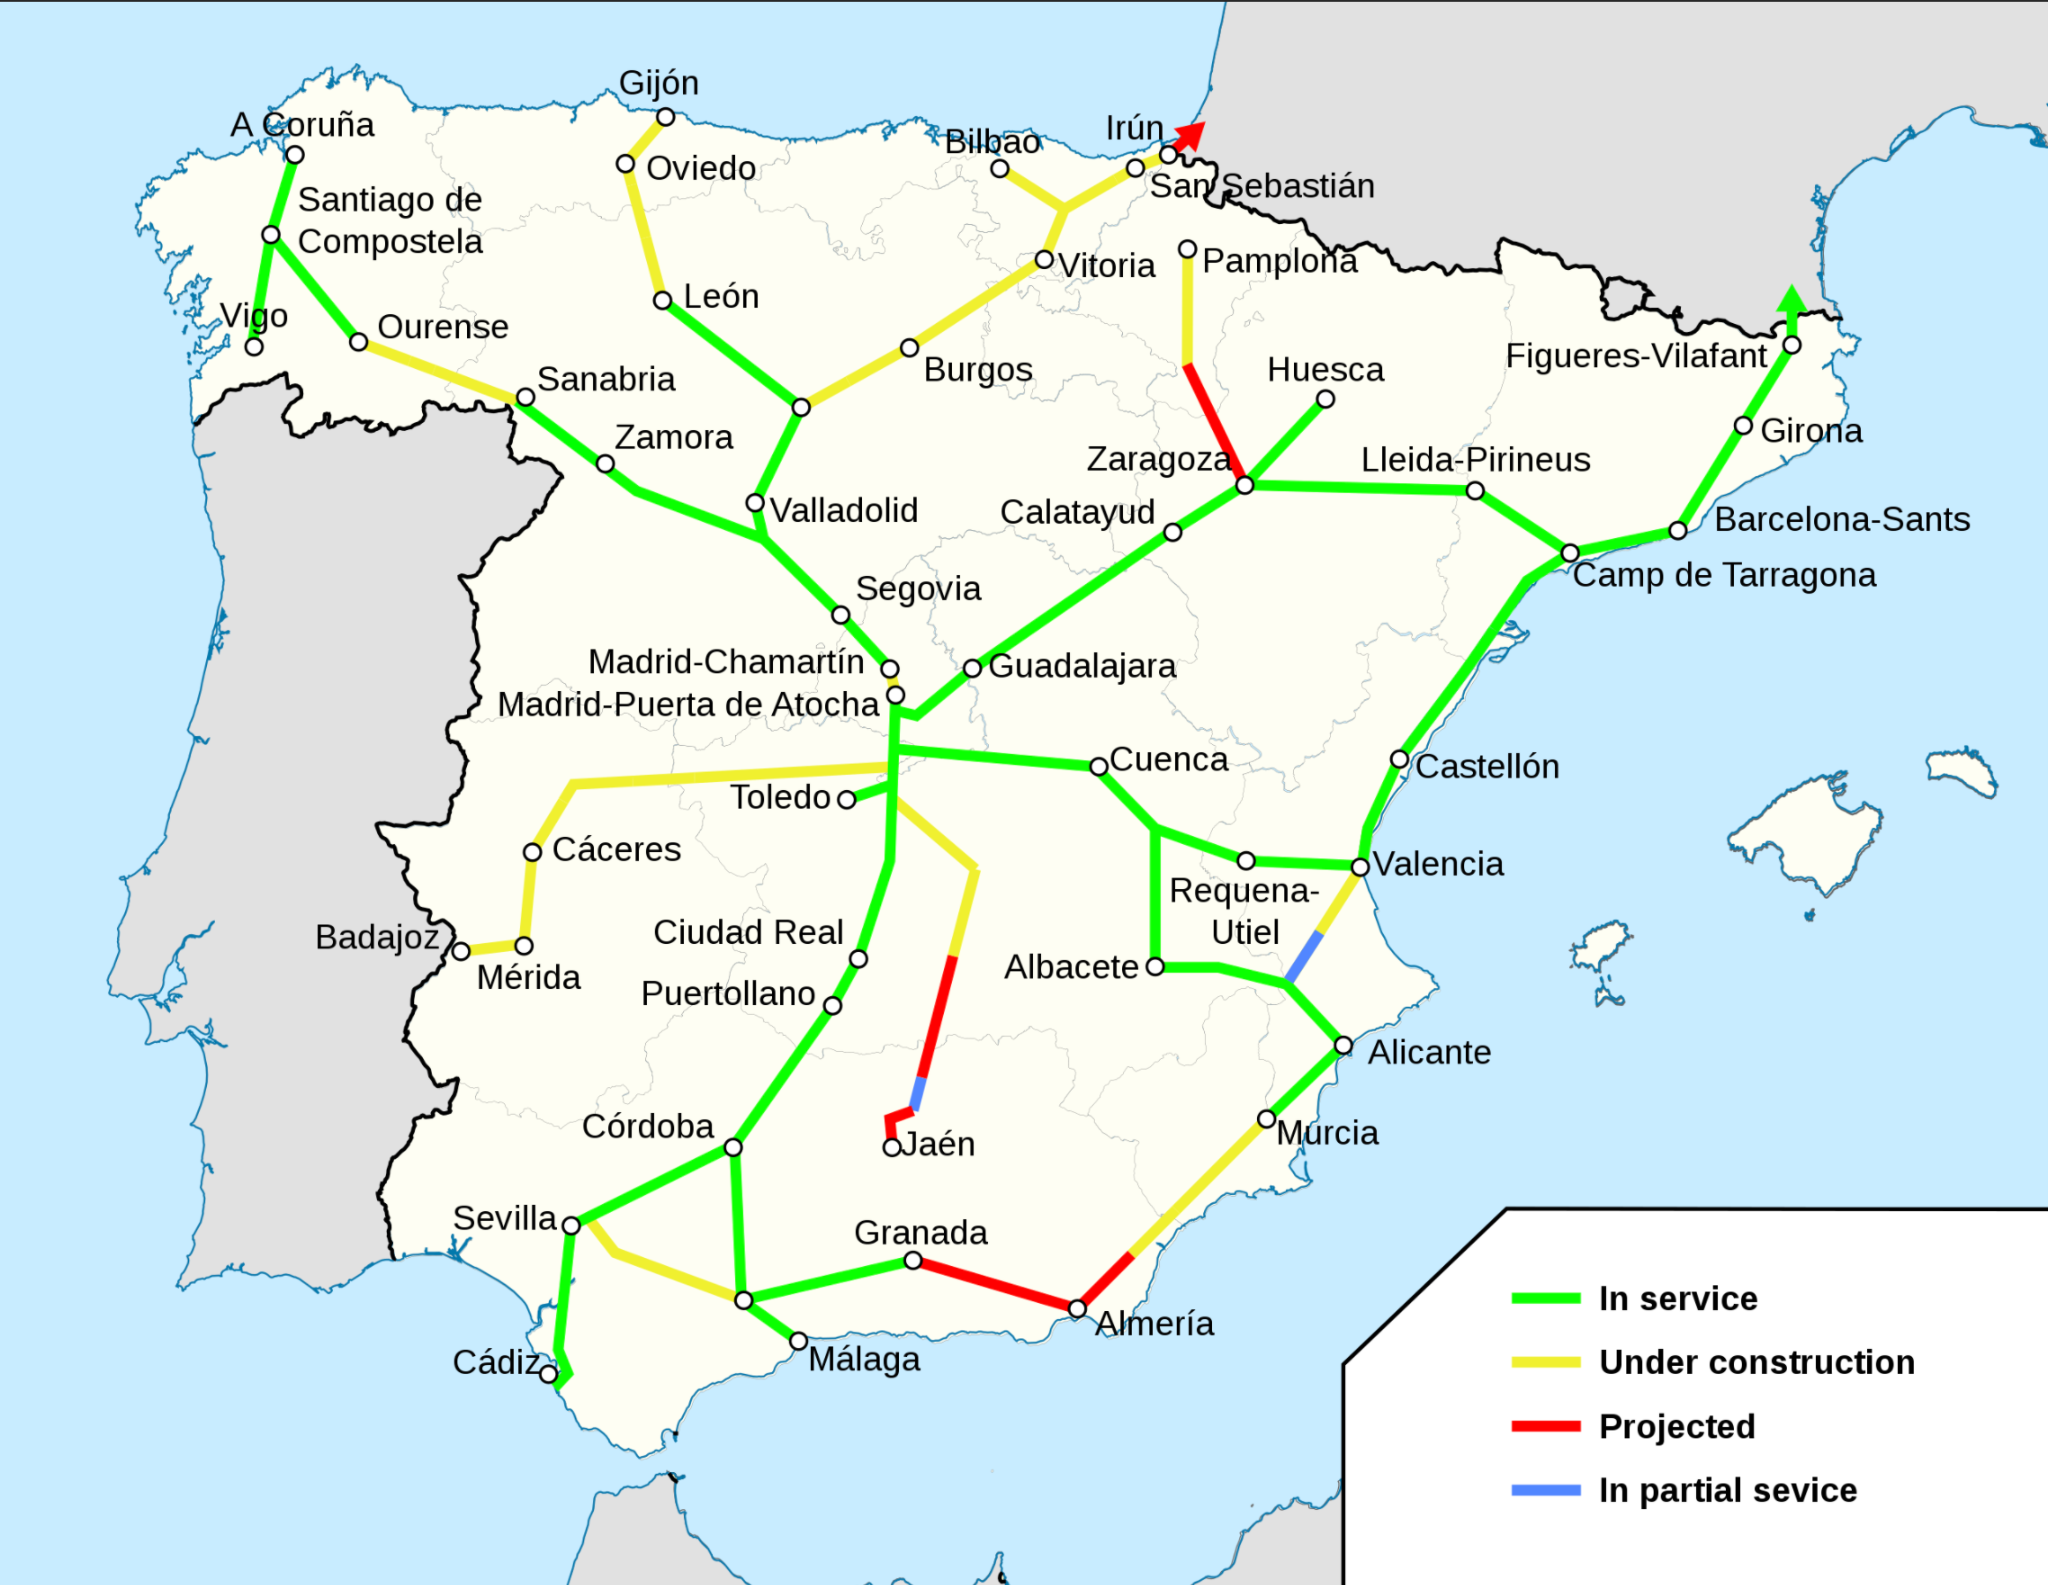 Gijón
A Coruña
Bilbao
Irún
Oviedo
San Sebastián
Santiago de
Compostela
Vitoria
Pamplona
León
Vigo
Ourense
Burgos
Huesca
Figueres-Vilafant
Sanabria
Zamora
Girona
Zaragoza
Lleida-Pirineus
Valladolid
Calatayud
Barcelona-Sants
Camp de Tarragona
Segovia
Madrid-Chamartín
Guadalajara
Madrid-Puerta de Atocha
Cuenca
Castellón
Toledo
Cáceres
Valencia
Requena-
Utiel
Badajoz
Ciudad Real
Mérida
Albacete
Puertollano
Alicante
Córdoba
Jaén
Murcia
Sevilla
Granada
Almería
Cádiz
Málaga
In service
Under construction
Projected
In partial sevice